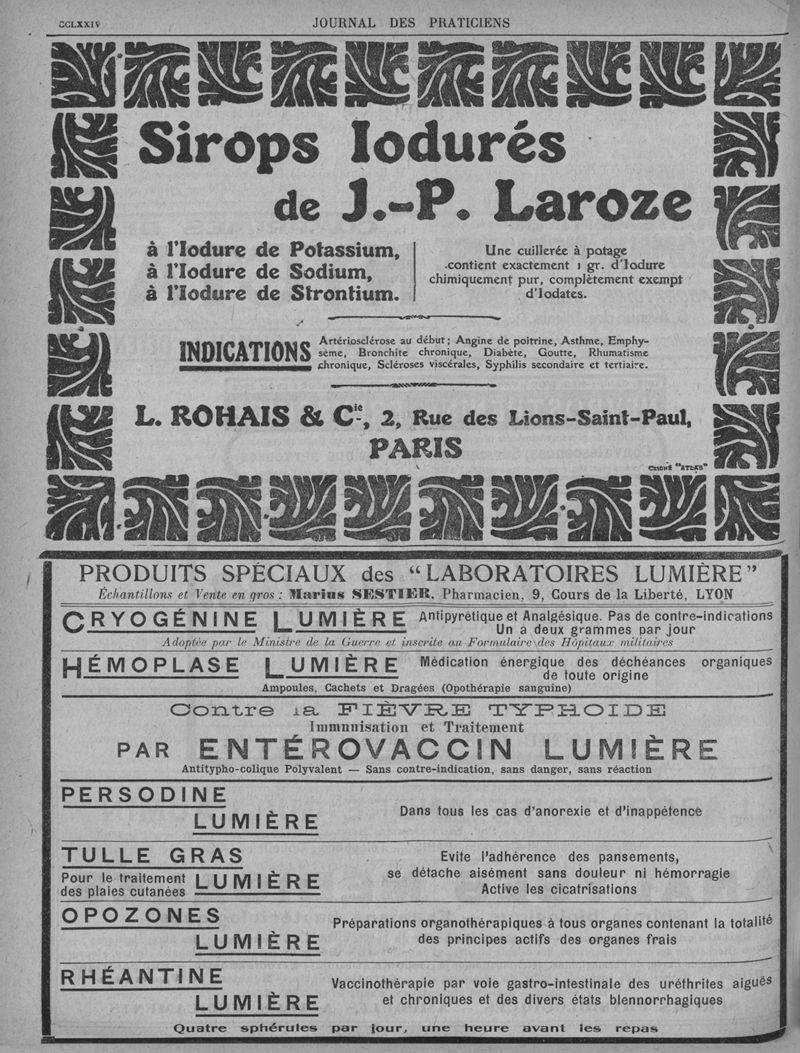 CCLXXIV
JOURNAL DES PRATICIENS
Sirops Iodurés
de J.-P. Laroze
à l'Iodure de Potassium,
à l'Iodure de Sodium,
à l'Iodure de Strontium.
Une cuillerée à potage
contient exactement 1 gr. d'Iodure
chimiquement pur, complètement exempt
d'Iodates.
INDICATIONS
Artériosclérose au début; Angine de poitrine, Asthme, Emphy-
sème, Bronchite chronique, Diabète, Goutte, Rhumatisme
chronique, Scléroses viscérales, Syphilis secondaire et tertiaire.
L. ROHAIS & Cie, 2, Rue des Lions-Saint-Paul,
PARIS
CLICHÉ "ATLAS"
PRODUITS SPÉCIAUX des "LABORATOIRES LUMIÈRE"
Échantillons et Vente en gros : Marius SESTIER, Pharmacien, 9, Cours de la Liberté, LYON
CRYOGÉNINE LUMIÈRE
Antipyrétique et Analgésique. Pas de contre-indications
Un à deux grammes par jour
Adoptée par le Ministre de la Guerre et inscrite au Formulaire des Hôpitaux militaires
HÉMOPLASE LUMIÈRE
Médication énergique des déchéances organiques
de toute origine
Ampoules, Cachets et Dragées (Opothérapie sanguine)
Contre la FIÈVRE TYPHOIDE
Immunisation et Traitement
PAR ENTÉROVACCIN LUMIÈRE
Antitypho-colique Polyvalent — Sans contre-indication, sans danger, sans réaction
PERSODINE
LUMIÈRE
Dans tous les cas d'anorexie et d'inappétence
TULLE GRAS
LUMIÈRE
Pour le traitement
des plaies cutanées
Evite l'adhérence des pansements,
se détache aisément sans douleur ni hémorragie
Active les cicatrisations
OPOZONES
LUMIÈRE
Préparations organothérapiques à tous organes contenant la totalité
des principes actifs des organes frais
RHÉANTINE
LUMIÈRE
Vaccinothérapie par voie gastro-intestinale des uréthrites aiguës
et chroniques et des divers états blennorrhagiques
Quatre sphérules par jour, une heure avant les repas